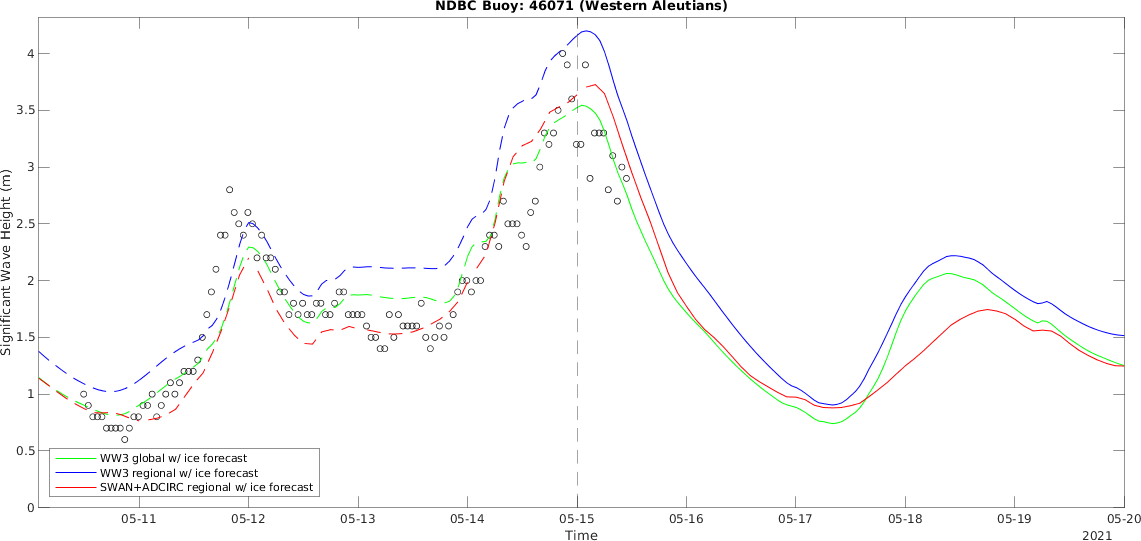 NDBC Buoy: 46071 (Western Aleutians)
Significant Wave Height (m)
4
3.5
3
2.5
2
1.5
1
0.5
0
WW3 global w/ ice forecast
WW3 regional w/ ice forecast
SWAN+ADCIRC regional w/ ice forecast
05-11 05-12 05-13 05-14 05-15 05-16 05-17 05-18 05-19 05-20
Time
2021